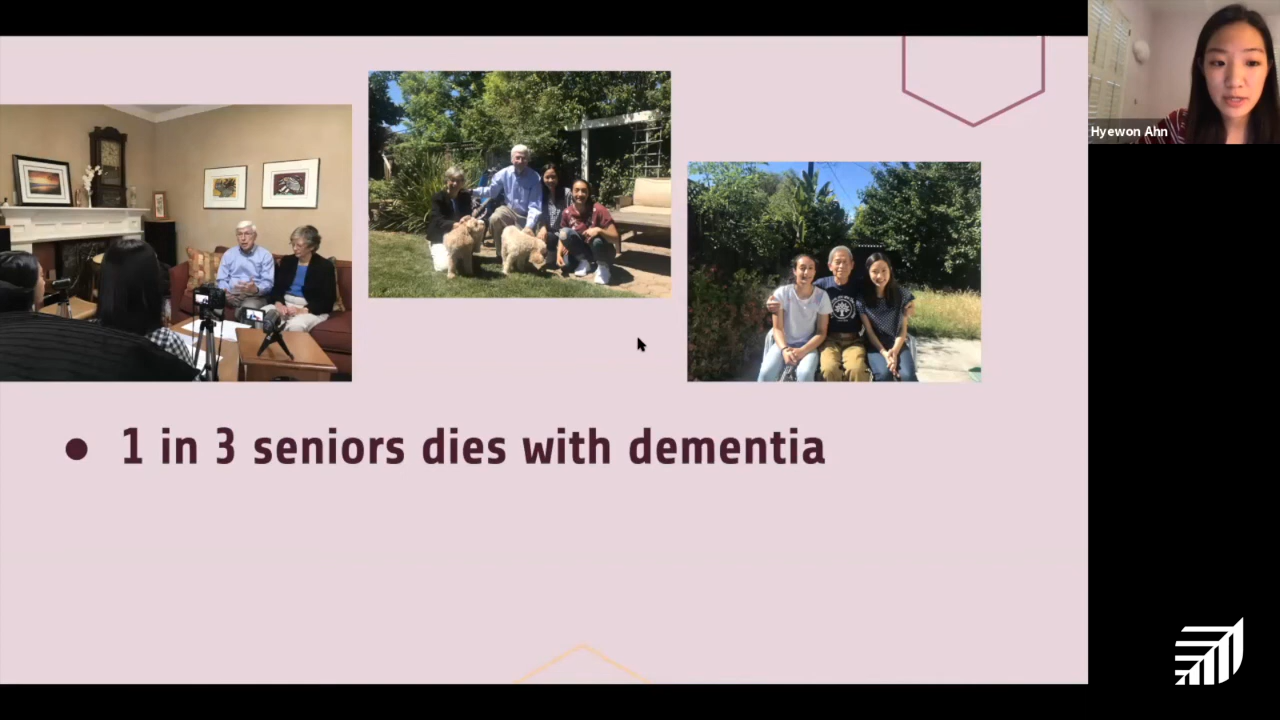 Hyewon Ahn
● 1 in 3 seniors dies with dementia